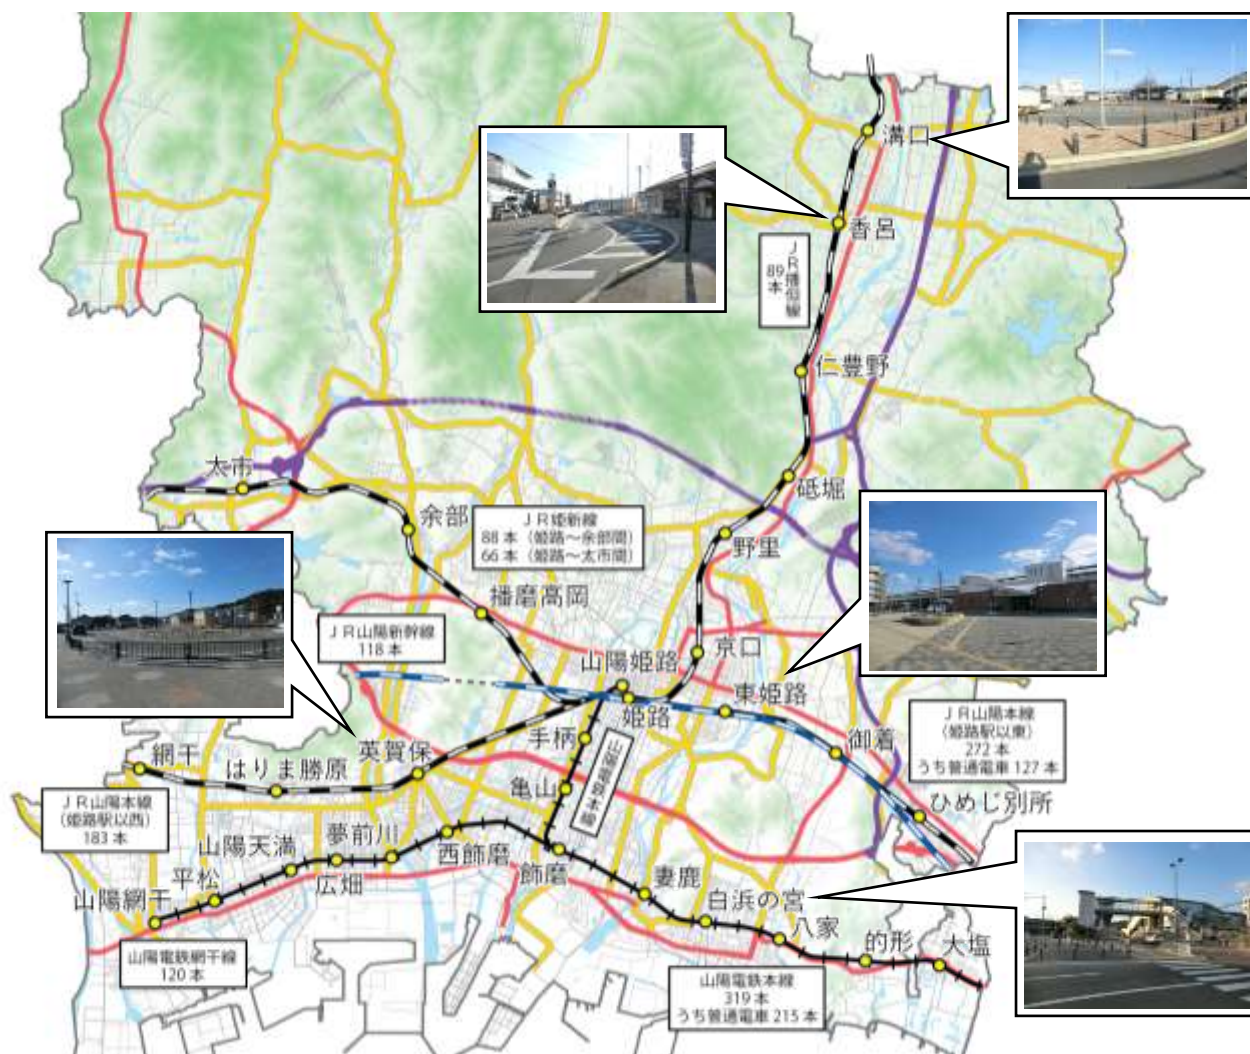 溝口
香呂
JR播但線
89本
仁豊野
砥堀
太市
余部
JR姫新線
88本(姫路~余部間)
66本(姫路~太市間)
野里
播磨高岡
JR山陽新幹線
118本
京口
山陽姫路
姫路
東姫路
JR山陽本線
(姫路駅以東)
272本
うち普通電車127本
手柄
御着
英賀保
網干
はりま勝原
亀山
山陽電鉄本線
ひめじ別所
JR山陽本線
(姫路駅以西)
183本
夢前川
山陽天満
西飾磨
平松
広畑
飾磨
妻鹿
山陽網干
白浜の宮
八家
的形
大塩
山陽電鉄網干線
120本
山陽電鉄本線
319本
うち普通電車215本